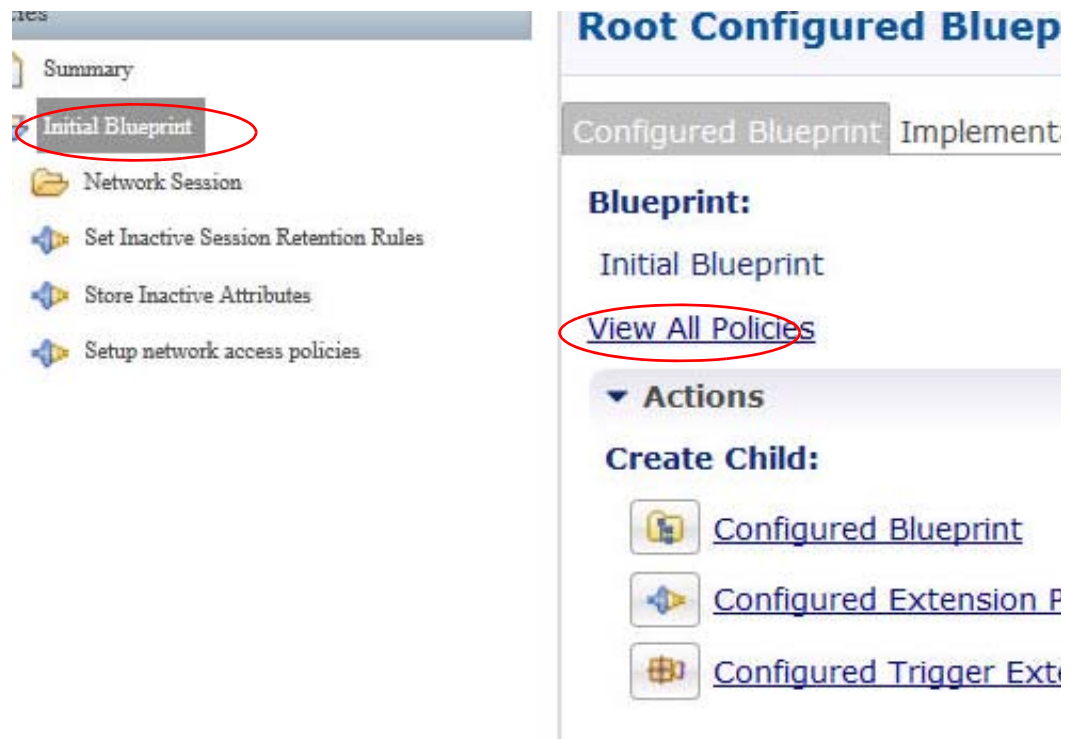 Summary
Initial Blueprint
Network Session
Set Inactive Session Retention Rules
Store Inactive Attributes
Setup network access policies
Root Configured Bluep
Configured Blueprint Implementa
Blueprint:
Initial Blueprint
View All Policies
Actions
Create Child:
Configured Blueprint
Configured Extension P
Configured Trigger Exte